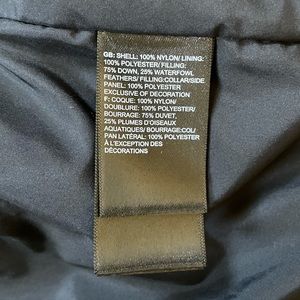 GB: SHELL: 100% NYLON/ LINING:
100% POLYESTER/ FILLING:
75% DOWN, 25% WATERFOWL
FEATHERS/ FILLING:COLLAR/SIDE
PANEL: 100% POLYESTER
EXCLUSIVE OF DECORATION
F: COQUE: 100% NYLON/
DOUBLURE: 100% POLYESTER/
BOURRAGE: 75% DUVET,
25% PLUMES D'OISEAUX
AQUATIQUES/ BOURRAGE:COL/
PAN LATÉRAL: 100% POLYESTER
À L'EXCEPTION DES
DÉCORATIONS